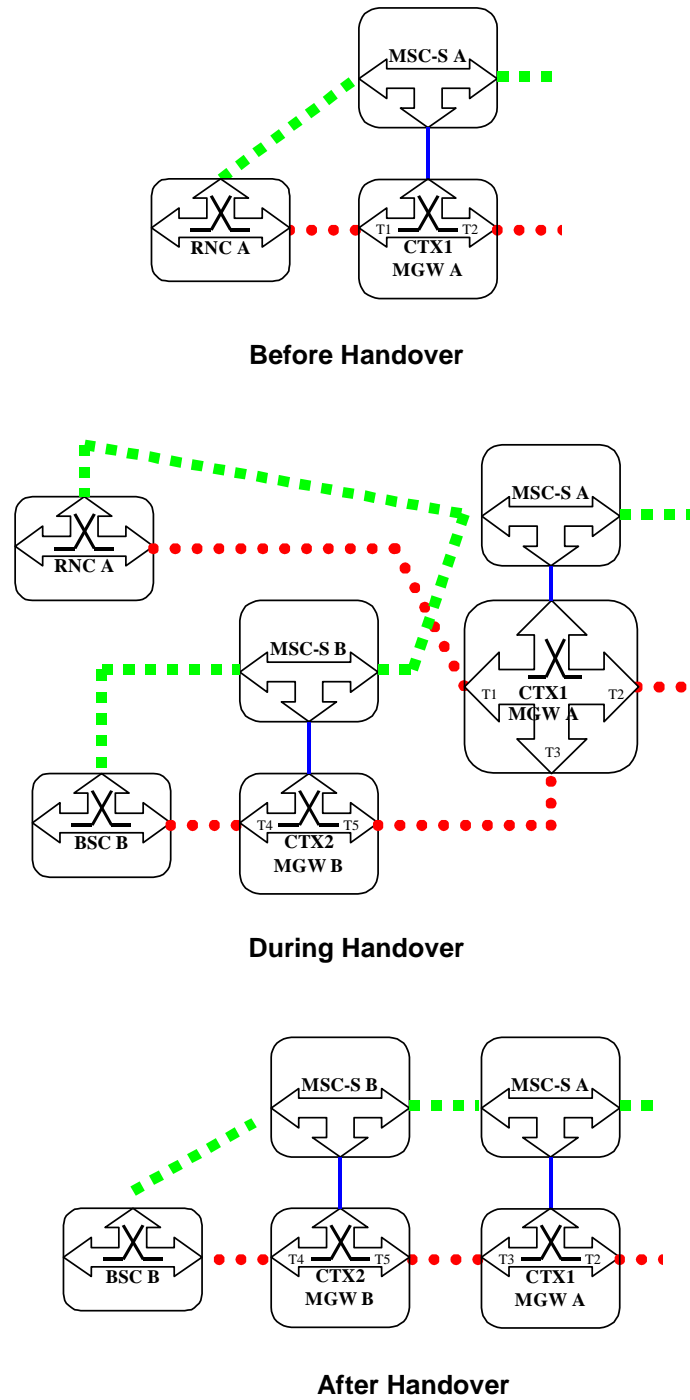 MSC-S A
T1
T2
RNC A
CTX1
MGW A
Before Handover
MSC-S A
RNC A
MSC-S B
T1
CTX1
T2
MGW A
T3
T4
T5
BSC B
CTX2
MGW B
During Handover
MSC-S B
MSC-S A
T4
T5
T3
T2
BSC B
CTX2
CTX1
MGW B
MGW A
After Handover